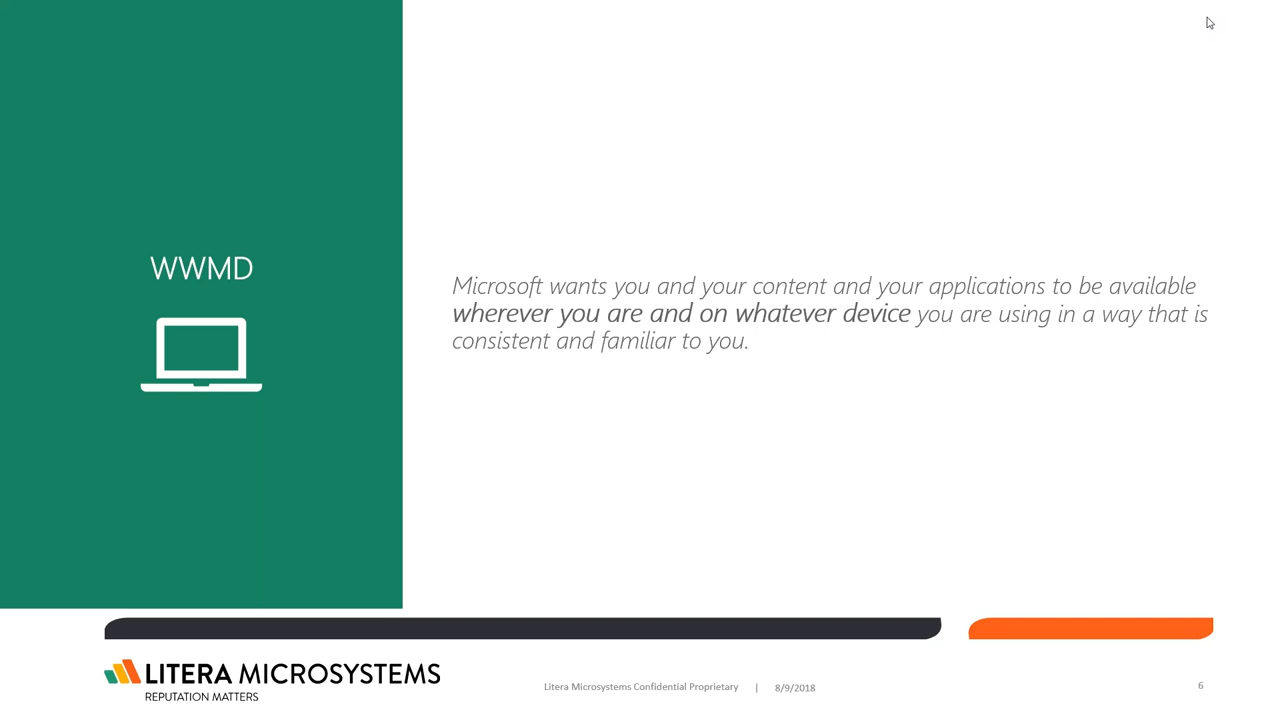 WWMD
Microsoft wants you and your content and your applications to be available
wherever you are and on whatever device you are using in a way that is
consistent and familiar to you.
LITERA MICROSYSTEMS
REPUTATION MATTERS
Litera Microsystems Confidential Proprietary | 8/9/2018
6